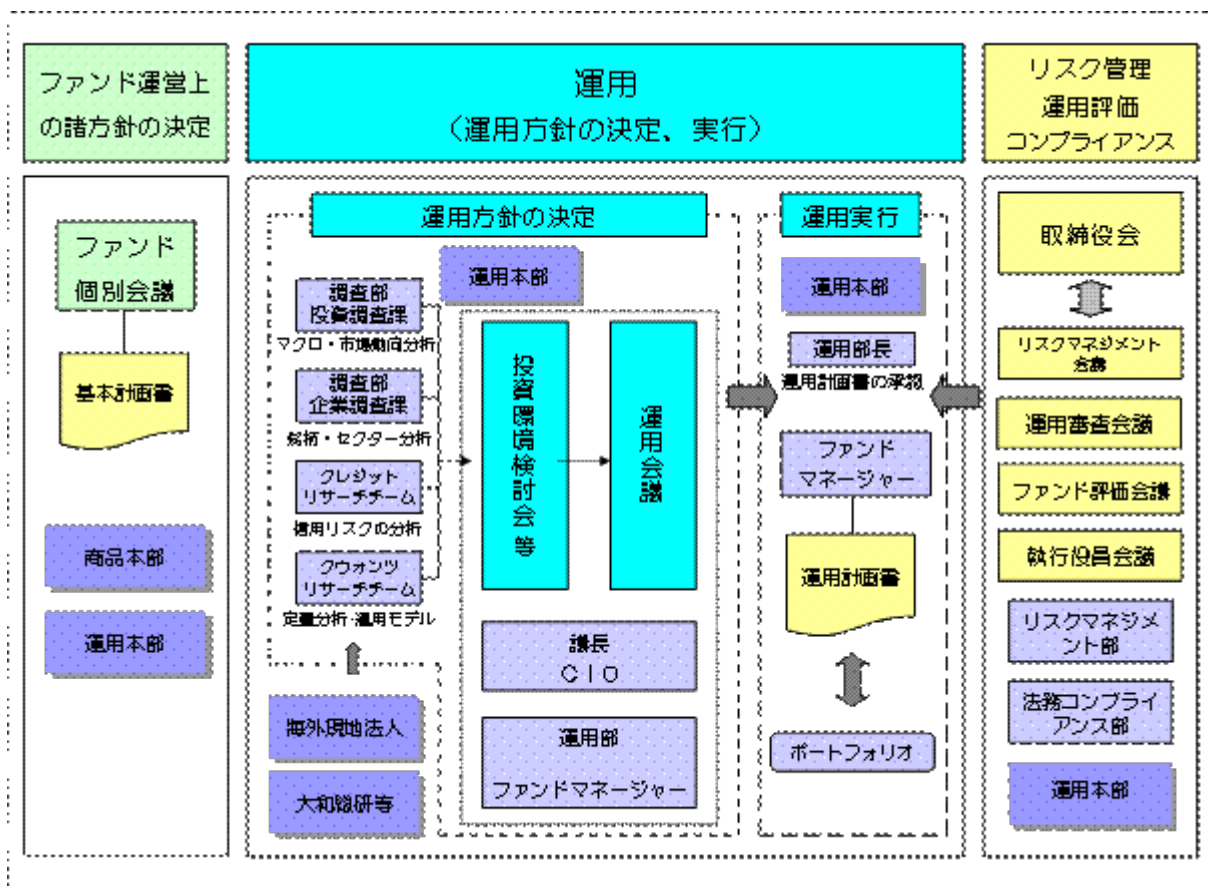 ファンド運営上
の諸方針の決定
運用
(運用方針の決定、実行)
リスク管理
運用評価
コンプライアンス
ファンド
個別会議
基本計画書
商品本部
運用本部
運用方針の決定
運用本部
調査部
投資調査課
マクロ・市場動向分析
調査部
企業調査課
銘柄・セクター分析
クレジット
リサーチチーム
信用リスクの分析
クウォンツ
リサーチチーム
定量分析・運用モデル
海外現地法人
大和総研等
投資環境検討会等
運用会議
議長
CIO
運用部
ファンドマネージャー
運用実行
運用本部
運用部長
運用計画書の承認
ファンド
マネージャー
運用計画書
ポートフォリオ
取締役会
リスクマネジメント
会議
運用審査会議
ファンド評価会議
執行役員会議
リスクマネジメ
ント部
法務コンプライ
アンス部
運用本部